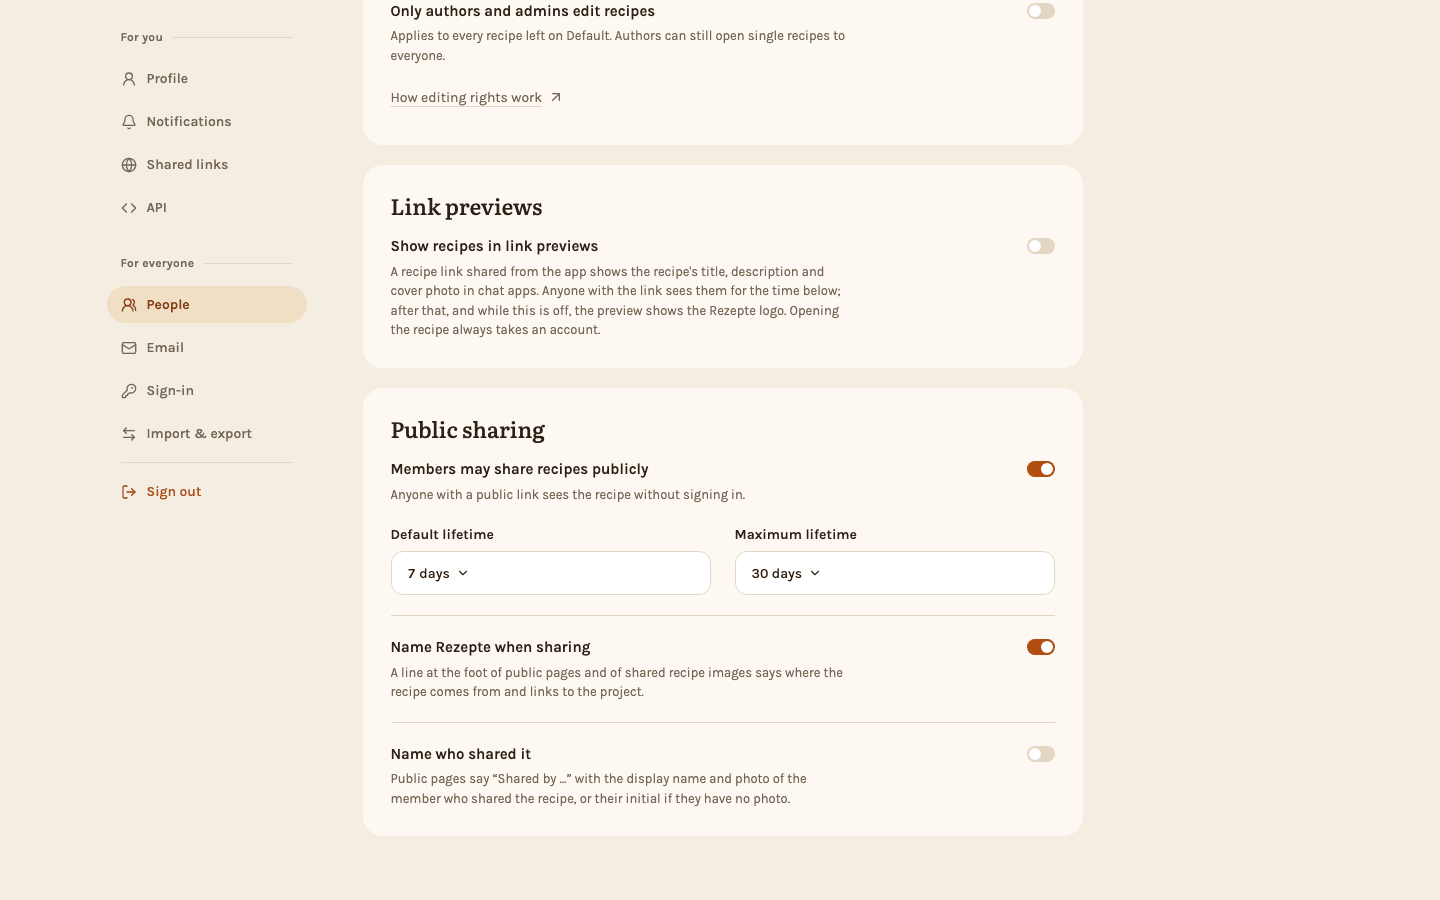 For you
Profile
Notifications
Shared links
API
For everyone
People
Email
Sign-in
Import & export
Sign out
Only authors and admins edit recipes
Applies to every recipe left on Default. Authors can still open single recipes to
everyone.
How editing rights work
Link previews
Show recipes in link previews
A recipe link shared from the app shows the recipe's title, description and
cover photo in chat apps. Anyone with the link sees them for the time below;
after that, and while this is off, the preview shows the Rezepte logo. Opening
the recipe always takes an account.
Public sharing
Members may share recipes publicly
Anyone with a public link sees the recipe without signing in.
Default lifetime
Maximum lifetime
7 days
30 days
Name Rezepte when sharing
A line at the foot of public pages and of shared recipe images says where the
recipe comes from and links to the project.
Name who shared it
Public pages say “Shared by …” with the display name and photo of the
member who shared the recipe, or their initial if they have no photo.